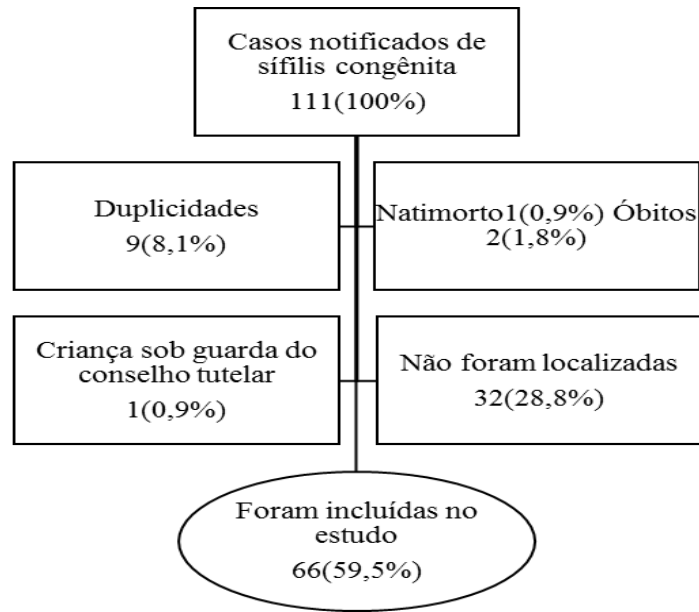 Casos notificados de
sífilis congênita
111(100%)
Duplicidades
9(8,1%)
Natimorto1(0,9%) Óbitos
2(1,8%)
Criança sob guarda do
conselho tutelar
1(0,9%)
Não foram localizadas
32(28,8%)
Foram incluídas no
estudo
66(59,5%)